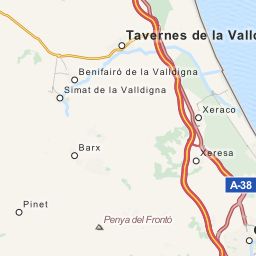 Tavernes de la Valld
Benifairó de la Valldigna
Simat de la Valldigna
Xeraco
Barx
Xeresa
A-38
Pinet
Penya del Frontó